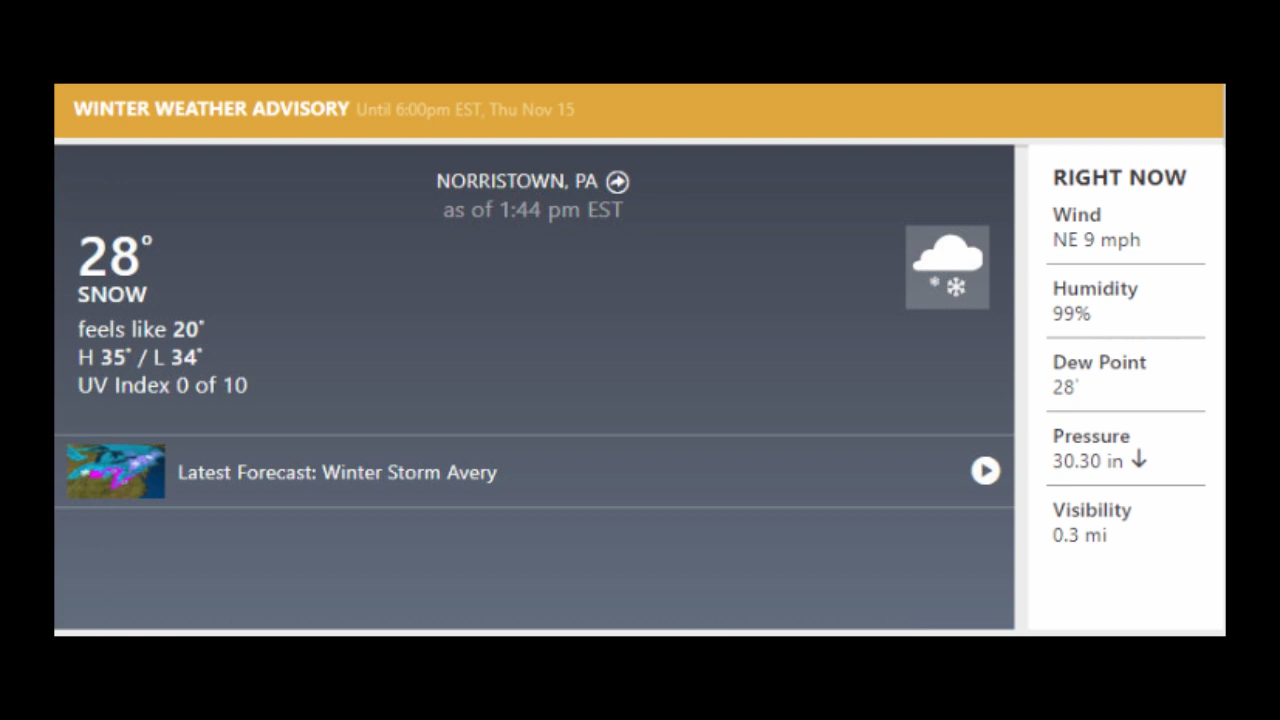 WINTER WEATHER ADVISORY Until 6:00pm EST, Thu Nov 15
NORRISTOWN, PA
as of 1:44 pm EST
28°
SNOW
feels like 20°
H 35° / L 34°
UV Index 0 of 10
Latest Forecast: Winter Storm Avery
RIGHT NOW
Wind
NE 9 mph
Humidity
99%
Dew Point
28°
Pressure
30.30 in ↓
Visibility
0.3 mi